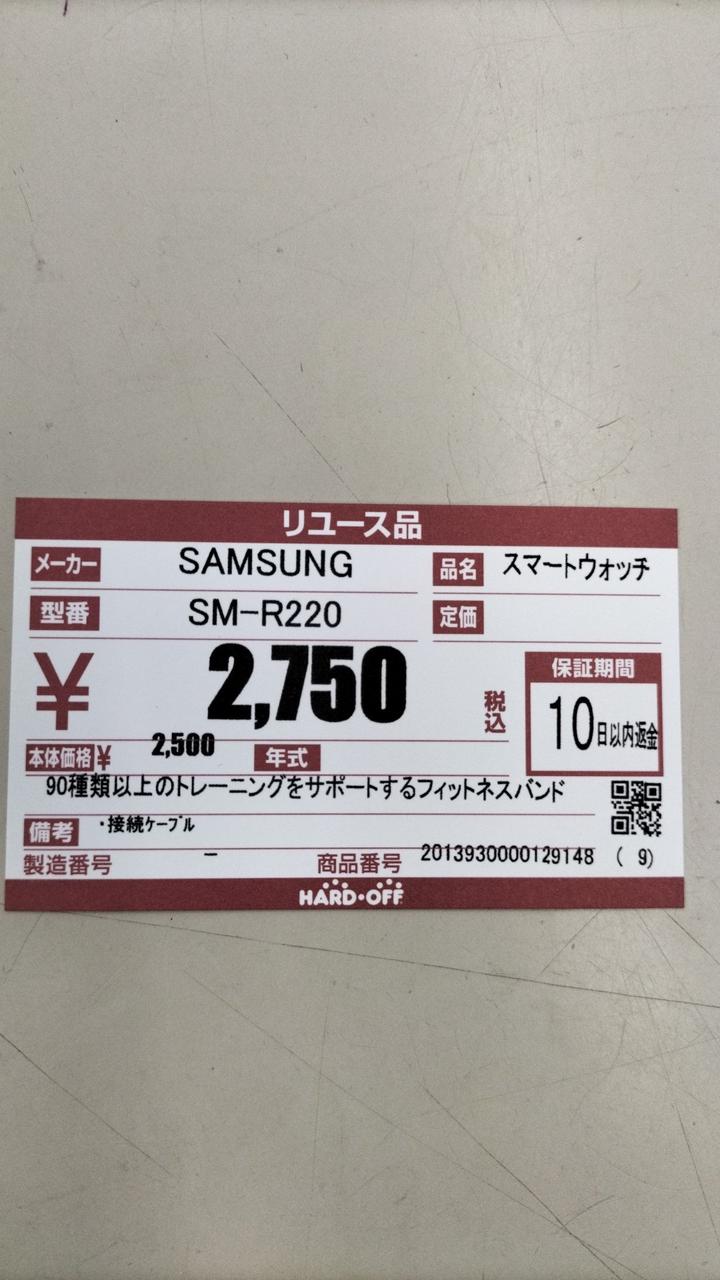 リユース品
メーカー SAMSUNG 品名 スマートウォッチ
型番 SM-R220 定価
¥ 2,750 税込 保証期間
10日以内返金
本体価格¥ 2,500 年式
90種類以上のトレーニングをサポートするフィットネスバンド
備考 ・接続ケーブル
製造番号 － 商品番号 2013930000129148 ( 9)
HARD・OFF